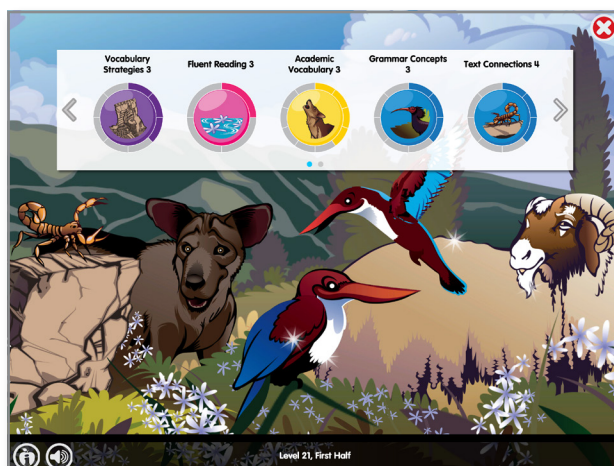 Vocabulary
Strategies 3
Fluent Reading 3
Academic
Vocabulary 3
Grammar Concepts
3
Text Connections 4
Level 21, First Half